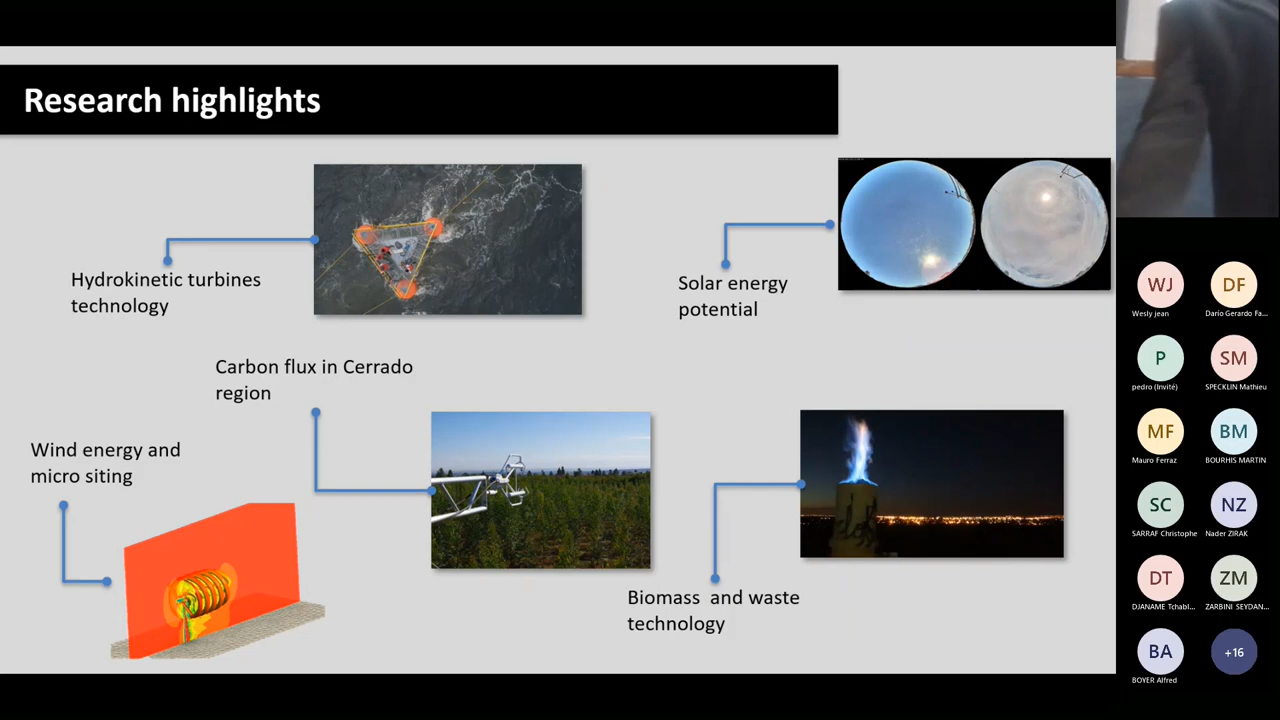 Research highlights
Hydrokinetic turbines
technology
Solar energy
potential
Carbon flux in Cerrado
region
Wind energy and
micro siting
Biomass and waste
technology
WJ
Wesly jean
DF
Darío Gerardo Fa...
P
pedro (Invité)
SM
SPECKLIN Mathieu
MF
Mauro Ferraz
BM
BOURHIS MARTIN
SC
SARRAF Christophe
NZ
Nader ZIRAK
DT
DJANAME Tchabl...
ZM
ZARBINI SEYDAN...
BA
BOYER Alfred
+16